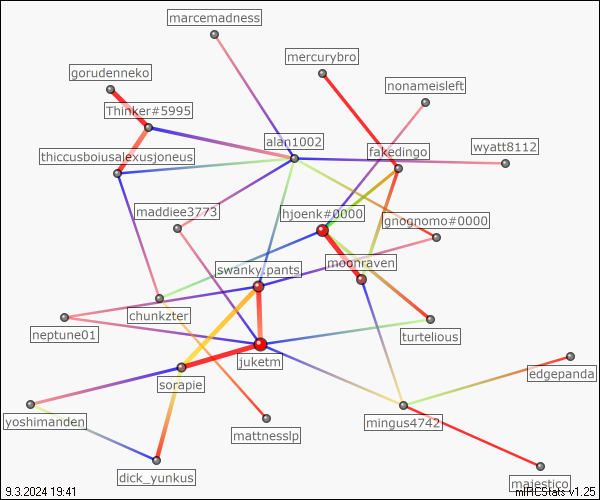 marcemadness
mercurybro
gorudenneko
nonameisleft
Thinker#5995
alan1002
wyatt8112
fakedingo
thiccusboiusalexusjoneus
maddiee3773
hjoenk#0000
gnognomo#0000
moonraven
swanky.pants
chunkzter
neptune01
turtelious
juketm
edgepanda
sorapie
yoshimanden
mingus4742
mattnesslp
dick_yunkus
majestico
9.3.2024 19:41
mIRCStats v1.25